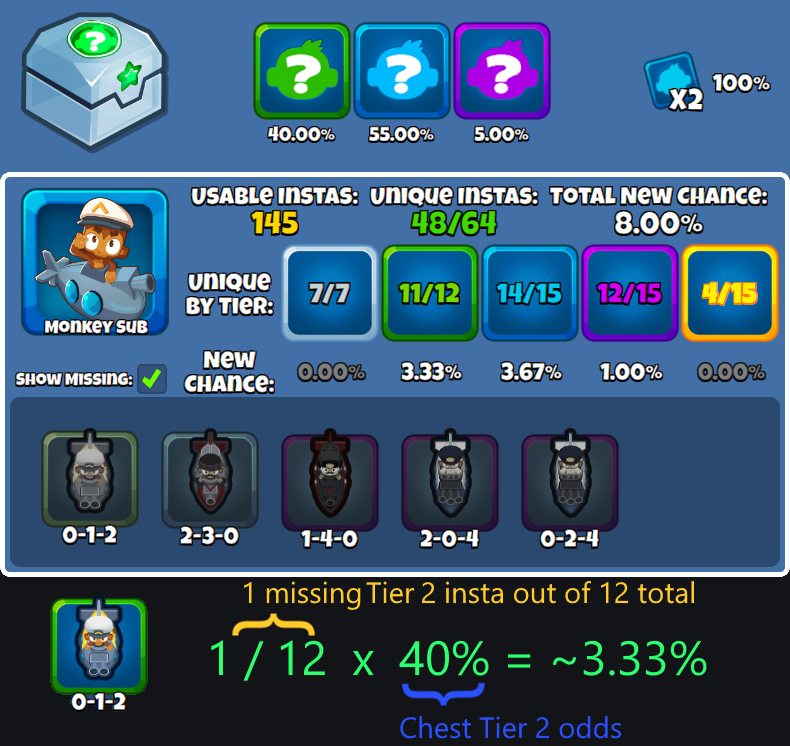 ? ? ? ?
40.00% 55.00% 5.00%
X2 100%
USABLE INSTAS: UNIQUE INSTAS: TOTAL NEW CHANCE:
145 48/64 8.00%
UNIQUE
BY TIER:
7/7 11/12 14/15 12/15 4/15
MONKEY SUB
SHOW MISSING:
NEW
CHANCE:
0.00% 3.33% 3.67% 1.00% 0.00%
0-1-2 2-3-0 1-4-0 2-0-4 0-2-4
1 missing Tier 2 insta out of 12 total
1 / 12 x 40% = ~3.33%
0-1-2
Chest Tier 2 odds